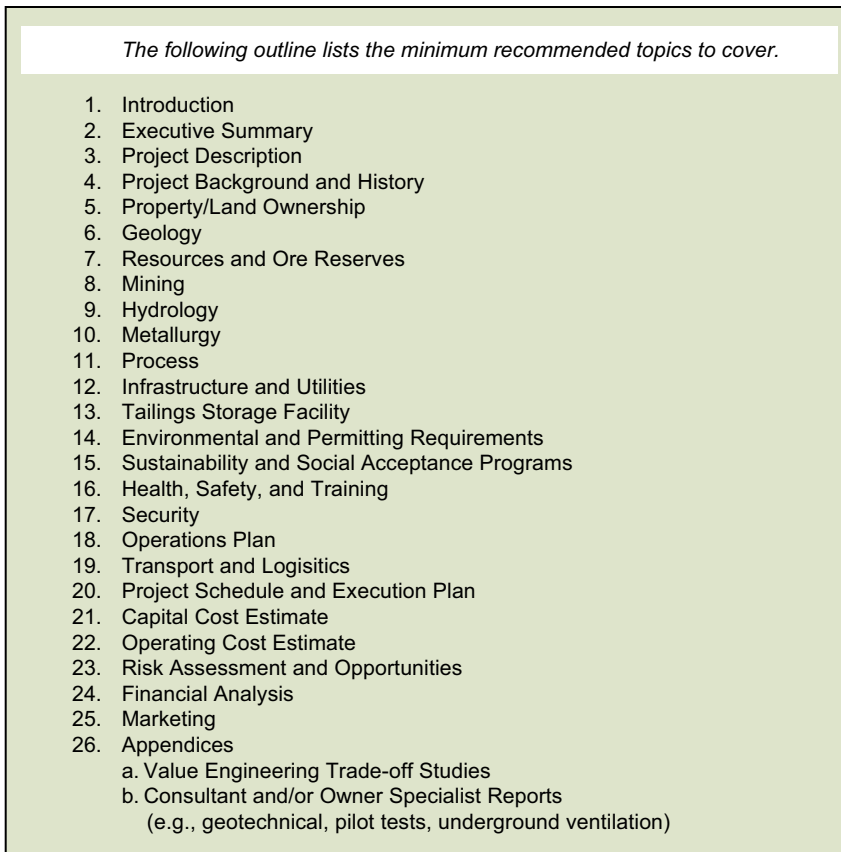 The following outline lists the minimum recommended topics to cover.
1. Introduction
2. Executive Summary
3. Project Description
4. Project Background and History
5. Property/Land Ownership
6. Geology
7. Resources and Ore Reserves
8. Mining
9. Hydrology
10. Metallurgy
11. Process
12. Infrastructure and Utilities
13. Tailings Storage Facility
14. Environmental and Permitting Requirements
15. Sustainability and Social Acceptance Programs
16. Health, Safety, and Training
17. Security
18. Operations Plan
19. Transport and Logisitics
20. Project Schedule and Execution Plan
21. Capital Cost Estimate
22. Operating Cost Estimate
23. Risk Assessment and Opportunities
24. Financial Analysis
25. Marketing
26. Appendices
a. Value Engineering Trade-off Studies
b. Consultant and/or Owner Specialist Reports
(e.g., geotechnical, pilot tests, underground ventilation)